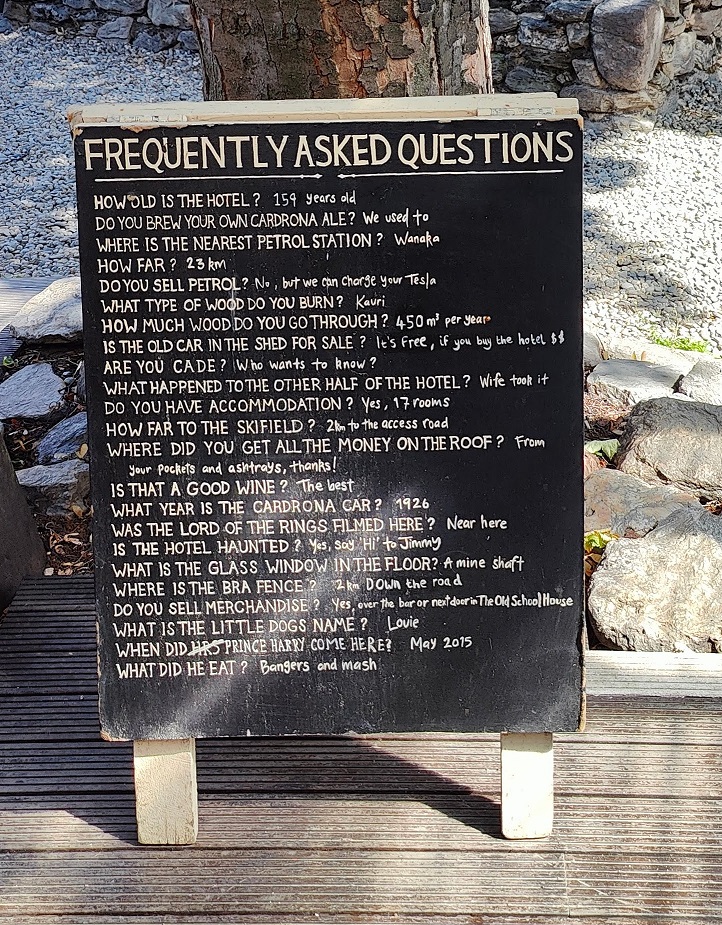 FREQUENTLY ASKED QUESTIONS
HOW OLD IS THE HOTEL? 159 years old
DO YOU BREW YOUR OWN CARDRONA ALE? We used to
WHERE IS THE NEAREST PETROL STATION? Wanaka
HOW FAR? 23 km
DO YOU SELL PETROL? No, but we can charge your Tesla
WHAT TYPE OF WOOD DO YOU BURN? Kauri
HOW MUCH WOOD DO YOU GO THROUGH? 450 m³ per year
IS THE OLD CAR IN THE SHED FOR SALE? It's free, if you buy the hotel $$
ARE YOU CADE? Who wants to know?
WHAT HAPPENED TO THE OTHER HALF OF THE HOTEL? Wife took it
DO YOU HAVE ACCOMMODATION? Yes, 17 rooms
HOW FAR TO THE SKIFIELD? 2km to the access road
WHERE DID YOU GET ALL THE MONEY ON THE ROOF? From
your pockets and ashtrays, thanks!
IS THAT A GOOD WINE? The best
WHAT YEAR IS THE CARDRONA CAR? 1926
WAS THE LORD OF THE RINGS FILMED HERE? Near here
IS THE HOTEL HAUNTED? Yes, say 'Hi' to Jimmy
WHAT IS THE GLASS WINDOW IN THE FLOOR? A mine shaft
WHERE IS THE BRA FENCE? 2km DOWN the road
DO YOU SELL MERCHANDISE? Yes, over the bar or next door in The Old School House
WHAT IS THE LITTLE DOGS NAME? Louie
WHEN DID HRS PRINCE HARRY COME HERE? May 2015
WHAT DID HE EAT? Bangers and mash